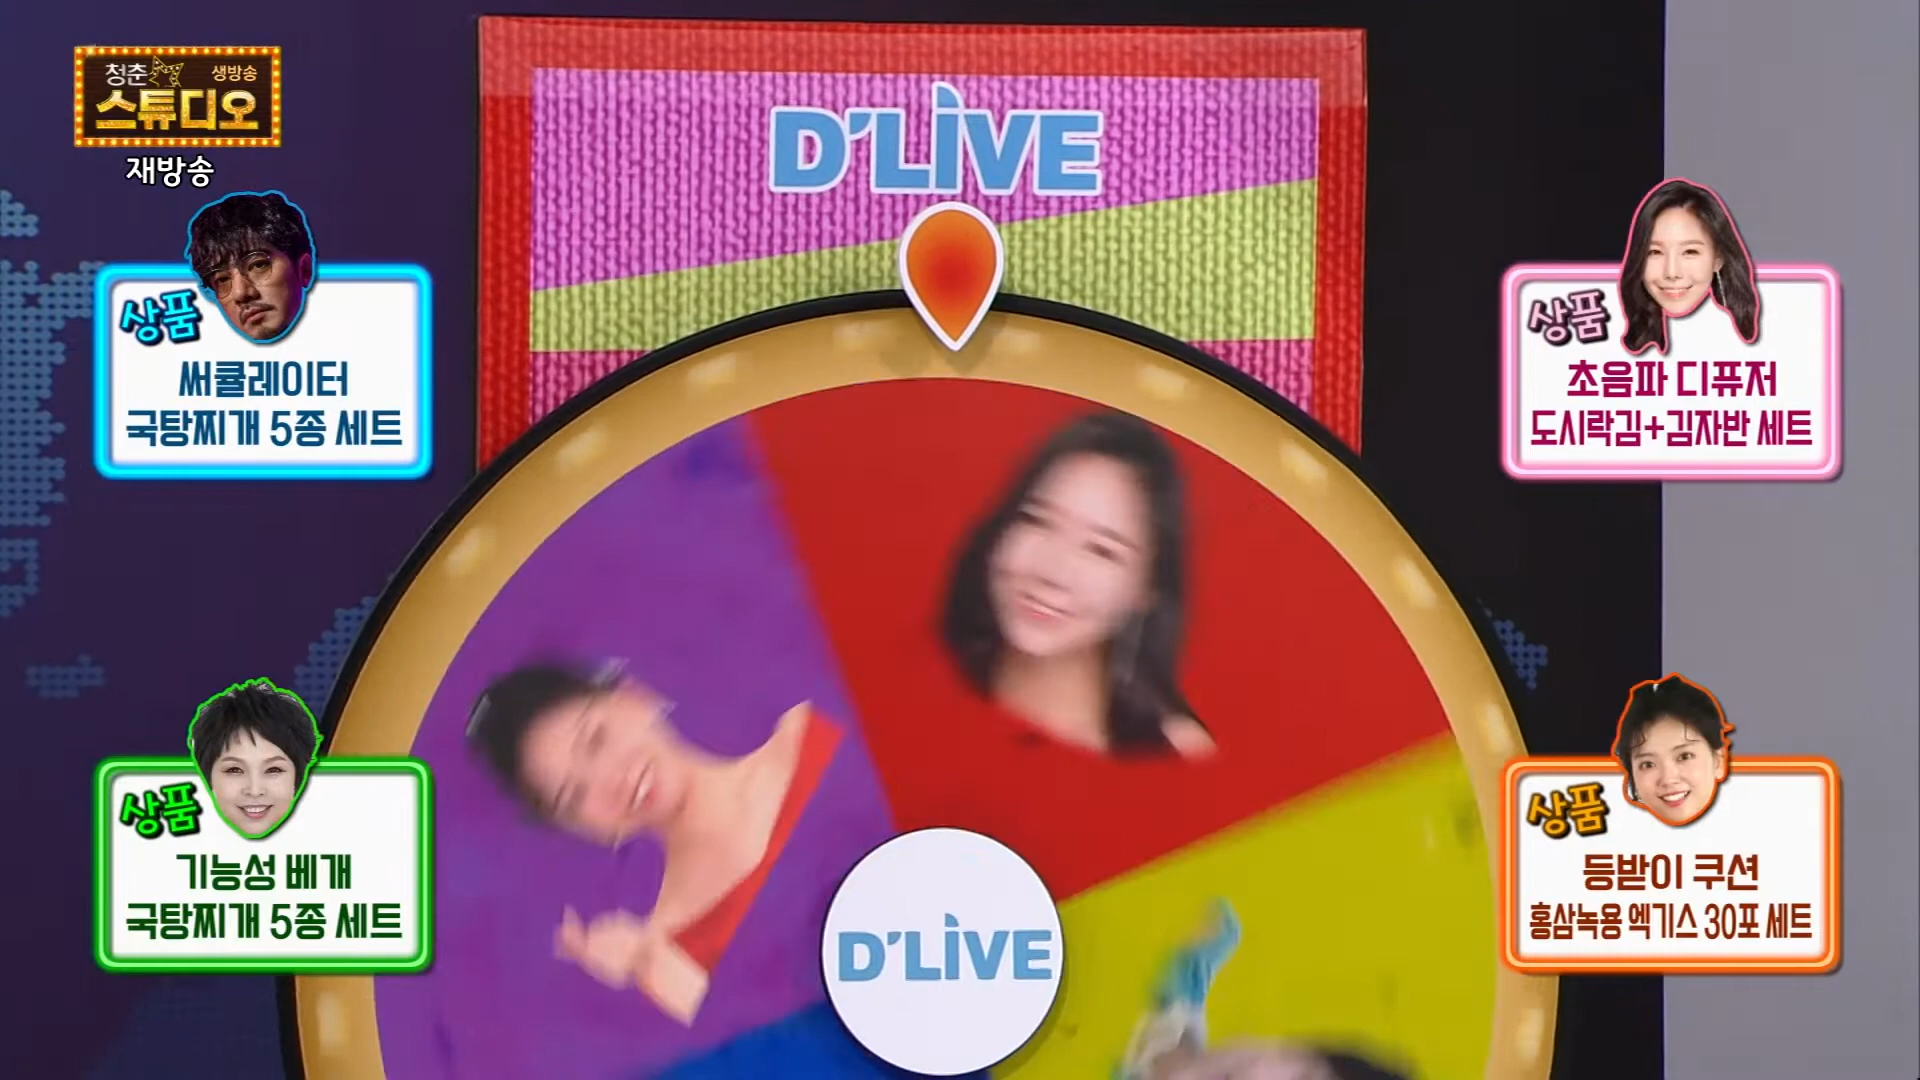 청춘
생방송
스튜디오
재방송
D'LIVE
상품
써큘레이터
국탕찌개 5종 세트
상품
초음파 디퓨저
도시락김+김자반 세트
상품
기능성 베개
국탕찌개 5종 세트
상품
등받이 쿠션
홍삼녹용 엑기스 30포 세트
D'LIVE